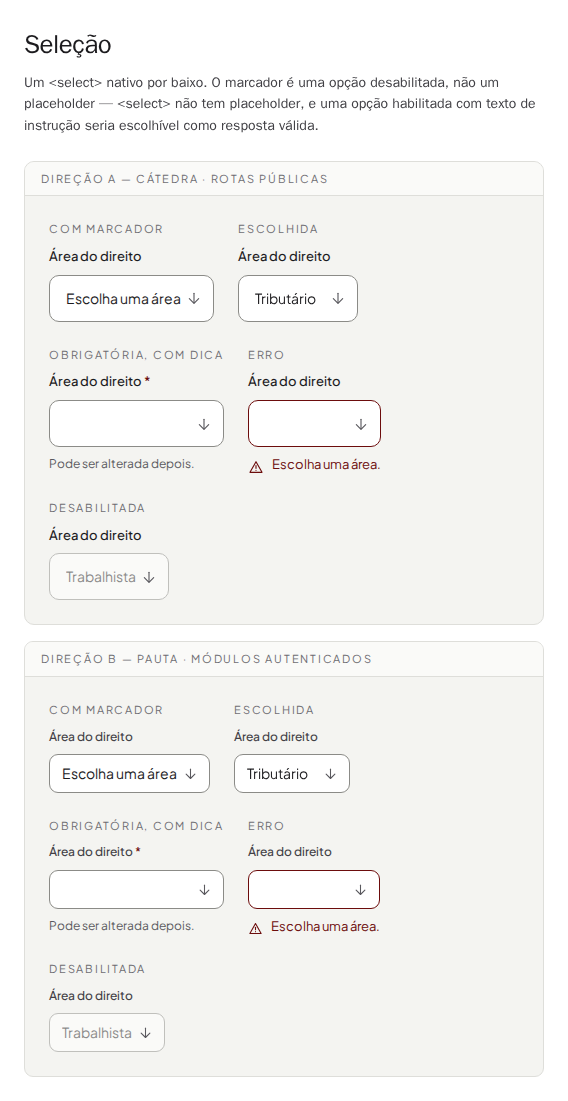 Seleção
Um <select> nativo por baixo. O marcador é uma opção desabilitada, não um
placeholder — <select> não tem placeholder, e uma opção habilitada com texto de
instrução seria escolhível como resposta válida.
DIREÇÃO A — CÁTEDRA · ROTAS PÚBLICAS
COM MARCADOR
Área do direito
Escolha uma área
ESCOLHIDA
Área do direito
Tributário
OBRIGATÓRIA, COM DICA
Área do direito *
Pode ser alterada depois.
ERRO
Área do direito
Escolha uma área.
DESABILITADA
Área do direito
Trabalhista
DIREÇÃO B — PAUTA · MÓDULOS AUTENTICADOS
COM MARCADOR
Área do direito
Escolha uma área
ESCOLHIDA
Área do direito
Tributário
OBRIGATÓRIA, COM DICA
Área do direito *
Pode ser alterada depois.
ERRO
Área do direito
Escolha uma área.
DESABILITADA
Área do direito
Trabalhista